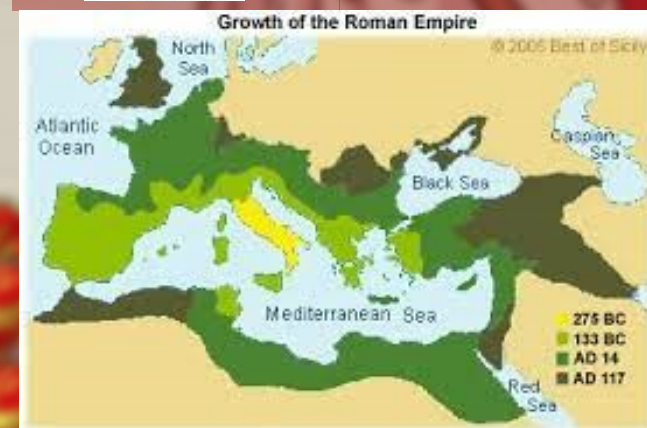 Growth of the Roman Empire
© 2005 Best of Sicily
North
Sea
Atlantic
Ocean
Caspian
Sea
Black Sea
Mediterranean Sea
275 BC
133 BC
AD 14
AD 117
Red
Sea